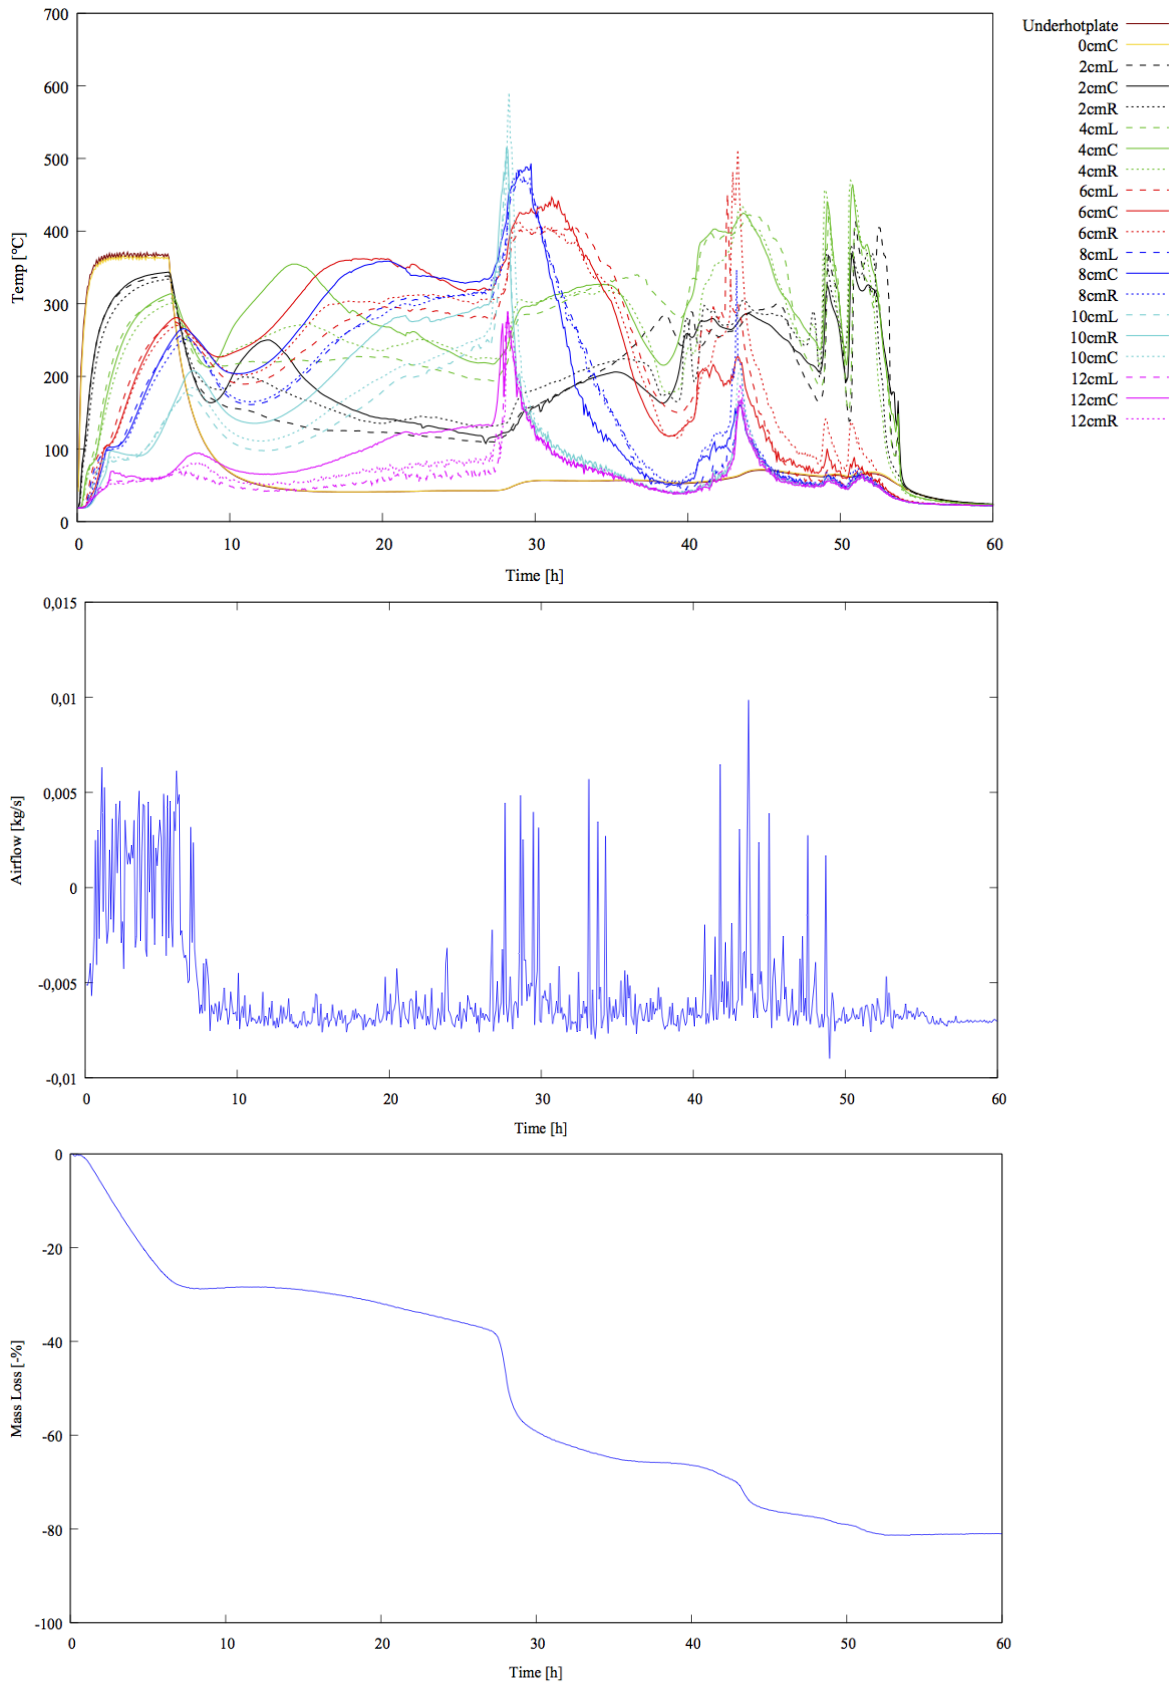 700
600
500
400
300
200
100
0
Temp [°C]
0
10
20
30
40
50
60
Time [h]
Underhotplate
0cmC
2cmL
2cmC
2cmR
4cmL
4cmC
4cmR
6cmL
6cmC
6cmR
8cmL
8cmC
8cmR
10cmL
10cmR
10cmC
12cmL
12cmC
12cmR
0,015
0,01
0,005
0
-0,005
-0,01
Airflow [kg/s]
0
10
20
30
40
50
60
Time [h]
0
-20
-40
-60
-80
-100
Mass Loss [-%]
0
10
20
30
40
50
60
Time [h]